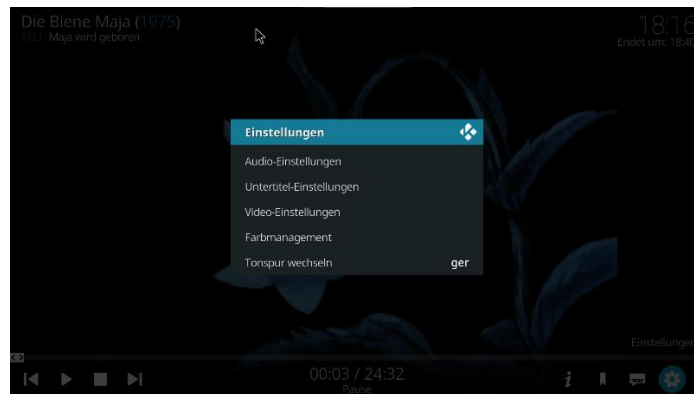 Die Biene Maja (1975)
S1E1 Maja wird geboren
18:16
Endet um: 18:40
Einstellungen
Audio-Einstellungen
Untertitel-Einstellungen
Video-Einstellungen
Farbmanagement
Tonspur wechseln ger
Einstellungen
00:03 / 24:32
Pause